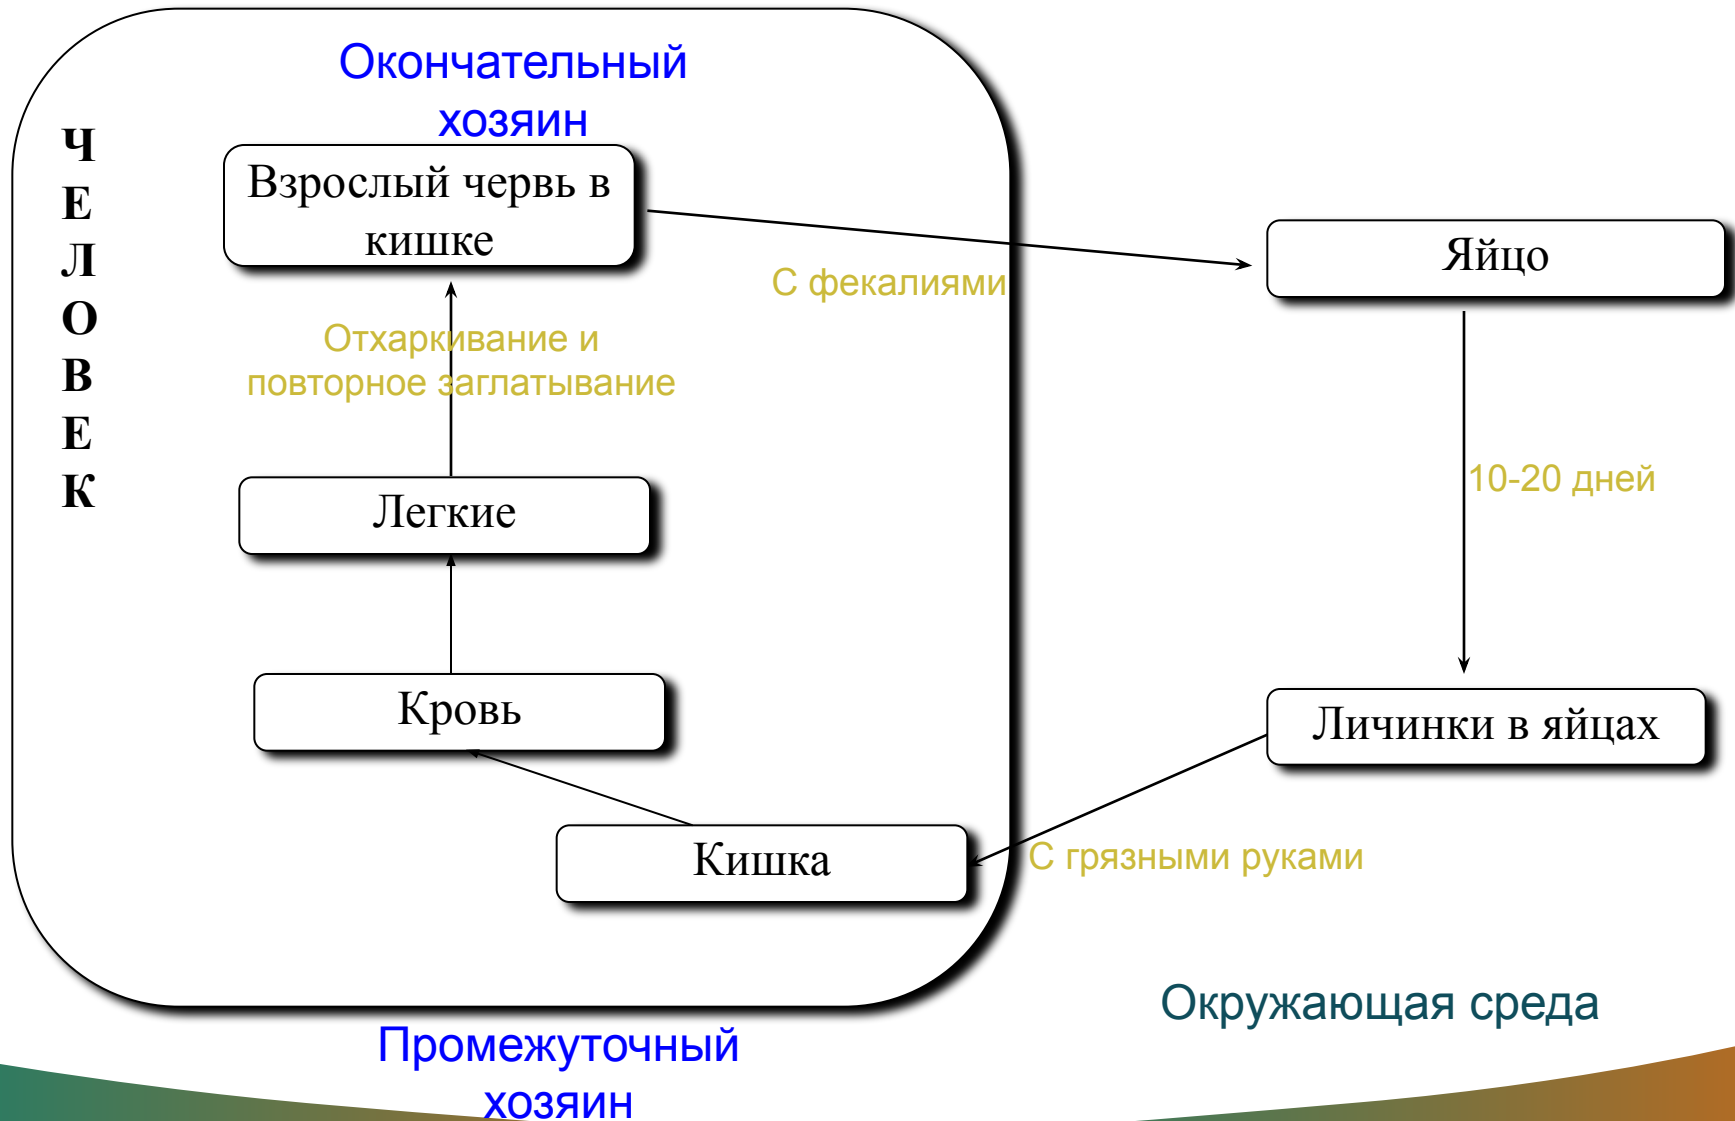 Окончательный
хозяин
Ч
Е
Л
О
В
Е
К
Взрослый червь в
кишке
С фекалиями
Яйцо
Отхаркивание и
повторное заглатывание
10-20 дней
Легкие
Кровь
Личинки в яйцах
Кишка
С грязными руками
Окружающая среда
Промежуточный
хозяин